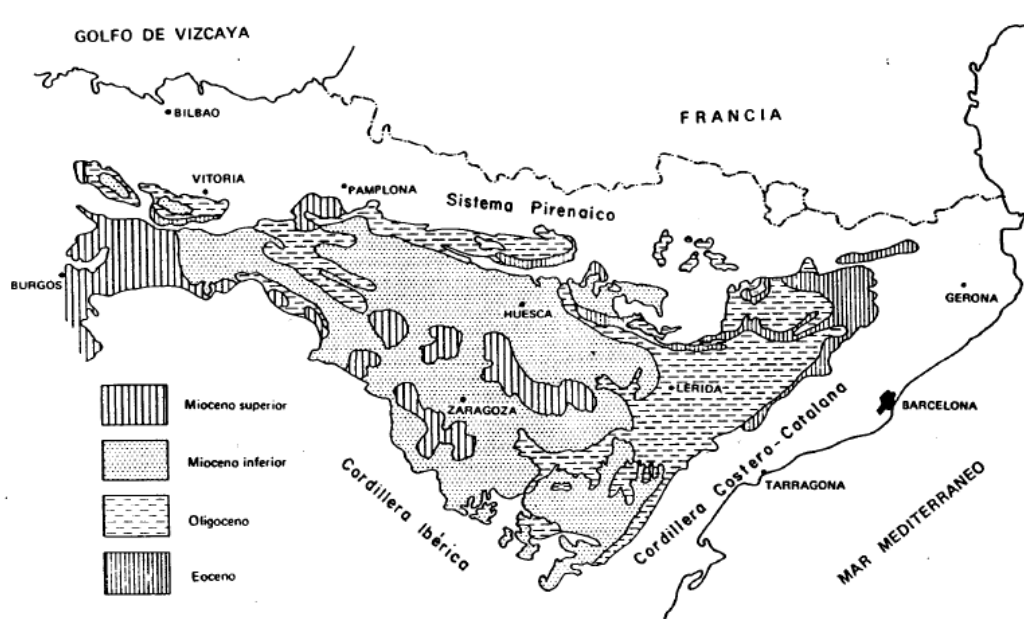 GOLFO DE VIZCAYA
BILBAO
FRANCIA
VITORIA
PAMPLONA
Sistema Pirenaico
BURGOS
HUESCA
GERONA
LERIDA
ZARAGOZA
BARCELONA
TARRAGONA
Cordillera Ibérica
Cordillera Costero-Catalana
MAR MEDITERRANEO
Mioceno superior
Mioceno inferior
Oligoceno
Eoceno